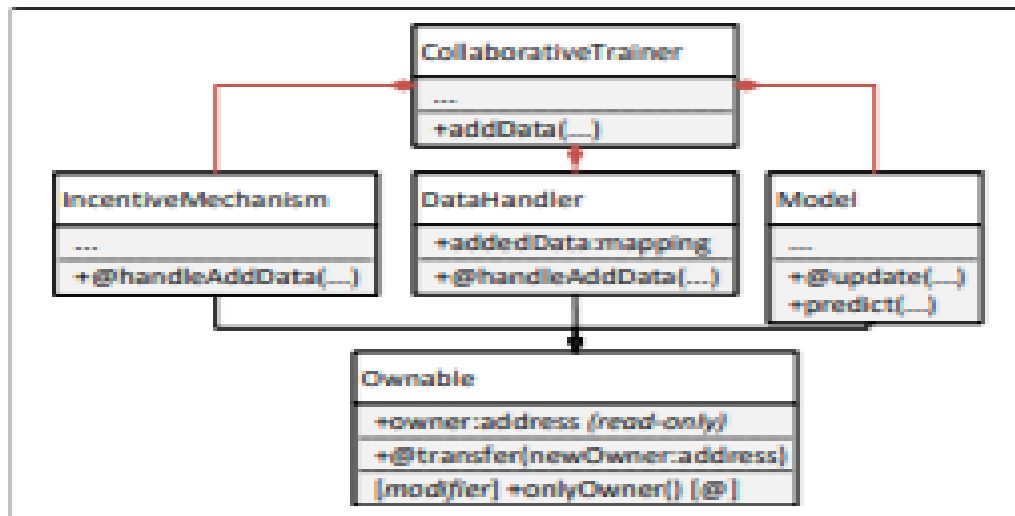 CollaborativeTrainer
....
+addData(....)
IncentiveMechanism
....
+@handleAddData(....)
DataHandler
+addedData:mapping
+@handleAddData(....)
Model
....
+@update(....)
+predict(....)
Ownable
+owner:address (read-only)
+@transfer(newOwner:address)
[modifier] +onlyOwner() [@]